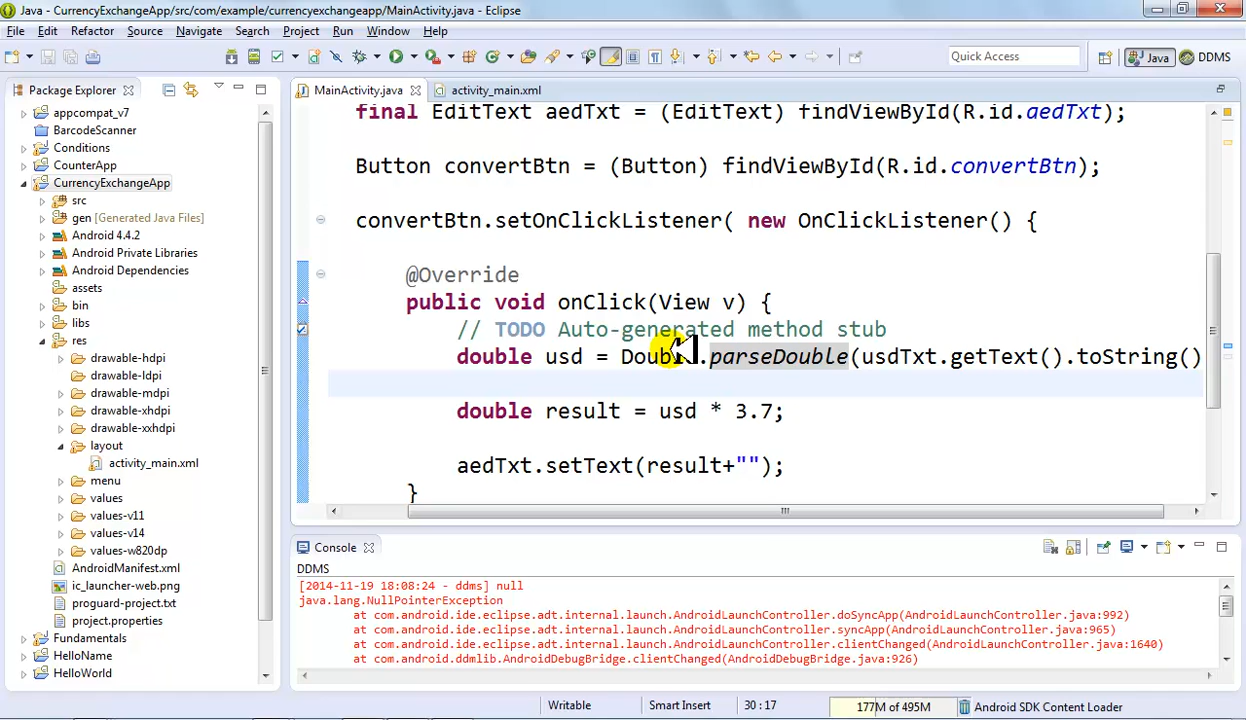 Java - CurrencyExchangeApp/src/com/example/currencyexchangeapp/MainActivity.java - Eclipse
File Edit Refactor Source Navigate Search Project Run Window Help
Quick Access
Java
DDMS
Package Explorer
appcompat_v7
BarcodeScanner
Conditions
CounterApp
CurrencyExchangeApp
src
gen [Generated Java Files]
Android 4.4.2
Android Private Libraries
Android Dependencies
assets
bin
libs
res
drawable-hdpi
drawable-ldpi
drawable-mdpi
drawable-xhdpi
drawable-xxhdpi
layout
activity_main.xml
menu
values
values-v11
values-v14
values-w820dp
AndroidManifest.xml
ic_launcher-web.png
proguard-project.txt
project.properties
Fundamentals
HelloName
HelloWorld
MainActivity.java
activity_main.xml
final EditText aedTxt = (EditText) findViewById(R.id.aedTxt);
Button convertBtn = (Button) findViewById(R.id.convertBtn);
convertBtn.setOnClickListener( new OnClickListener() {
@Override
public void onClick(View v) {
// TODO Auto-generated method stub
double usd = Double.parseDouble(usdTxt.getText().toString()
double result = usd * 3.7;
aedTxt.setText(result+"");
}
Console
DDMS
[2014-11-19 18:08:24 - ddms] null
java.lang.NullPointerException
at com.android.ide.eclipse.adt.internal.launch.AndroidLaunchController.doSyncApp(AndroidLaunchController.java:992)
at com.android.ide.eclipse.adt.internal.launch.AndroidLaunchController.syncApp(AndroidLaunchController.java:965)
at com.android.ide.eclipse.adt.internal.launch.AndroidLaunchController.clientChanged(AndroidLaunchController.java:1640)
at com.android.ddmlib.AndroidDebugBridge.clientChanged(AndroidDebugBridge.java:926)
Writable
Smart Insert
30 : 17
177M of 495M
Android SDK Content Loader